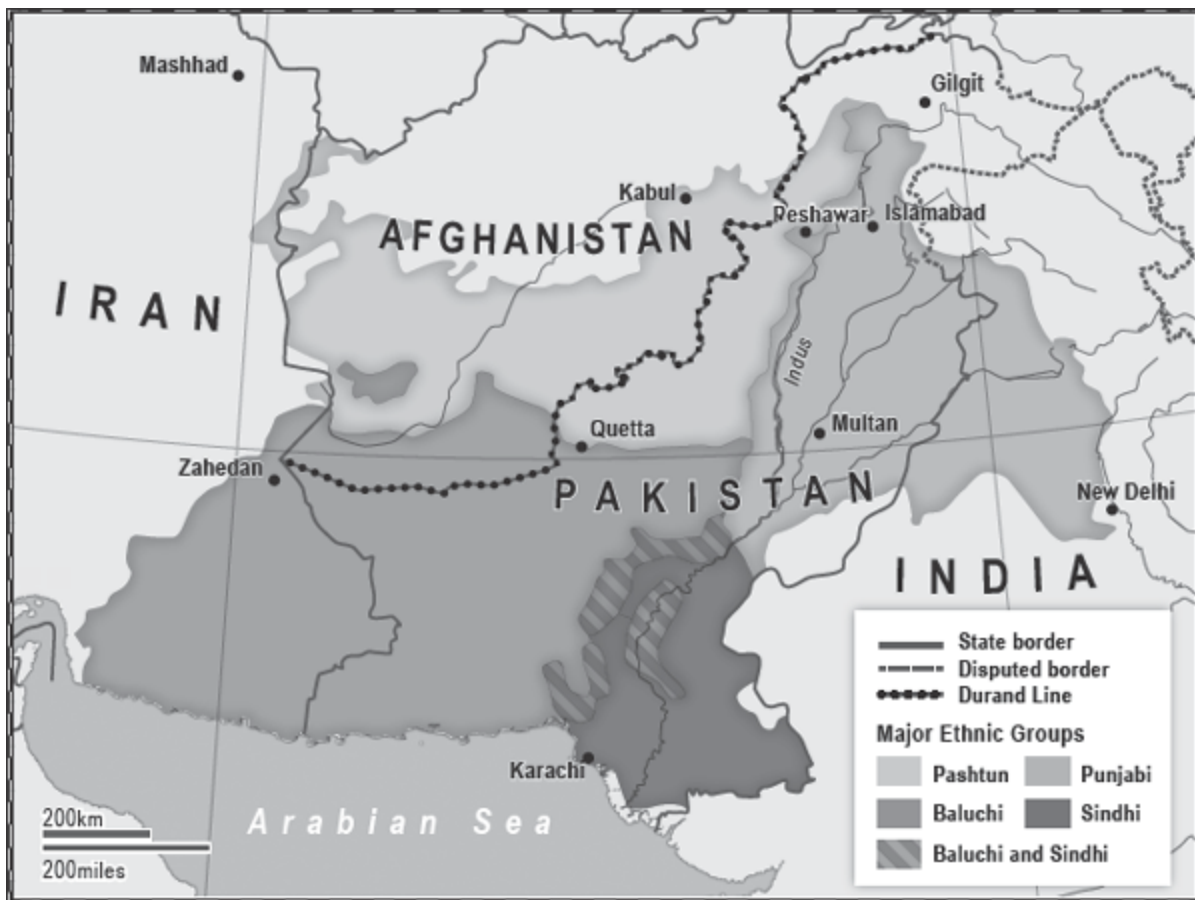 Mashhad
Gilgit
Kabul
Peshawar
Islamabad
AFGHANISTAN
IRAN
Indus
Quetta
Multan
Zahedan
PAKISTAN
New Delhi
INDIA
State border
Disputed border
Durand Line
Major Ethnic Groups
Pashtun Punjabi
Baluchi Sindhi
Baluchi and Sindhi
Karachi
Arabian Sea
200km
200miles